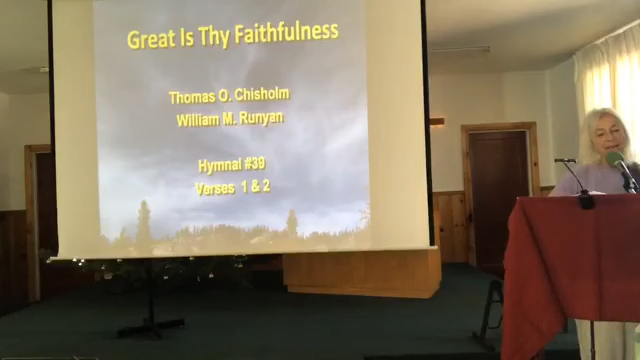 Great Is Thy Faithfulness
Thomas O. Chisholm
William M. Runyan
Hymnal #39
Verses 1 & 2